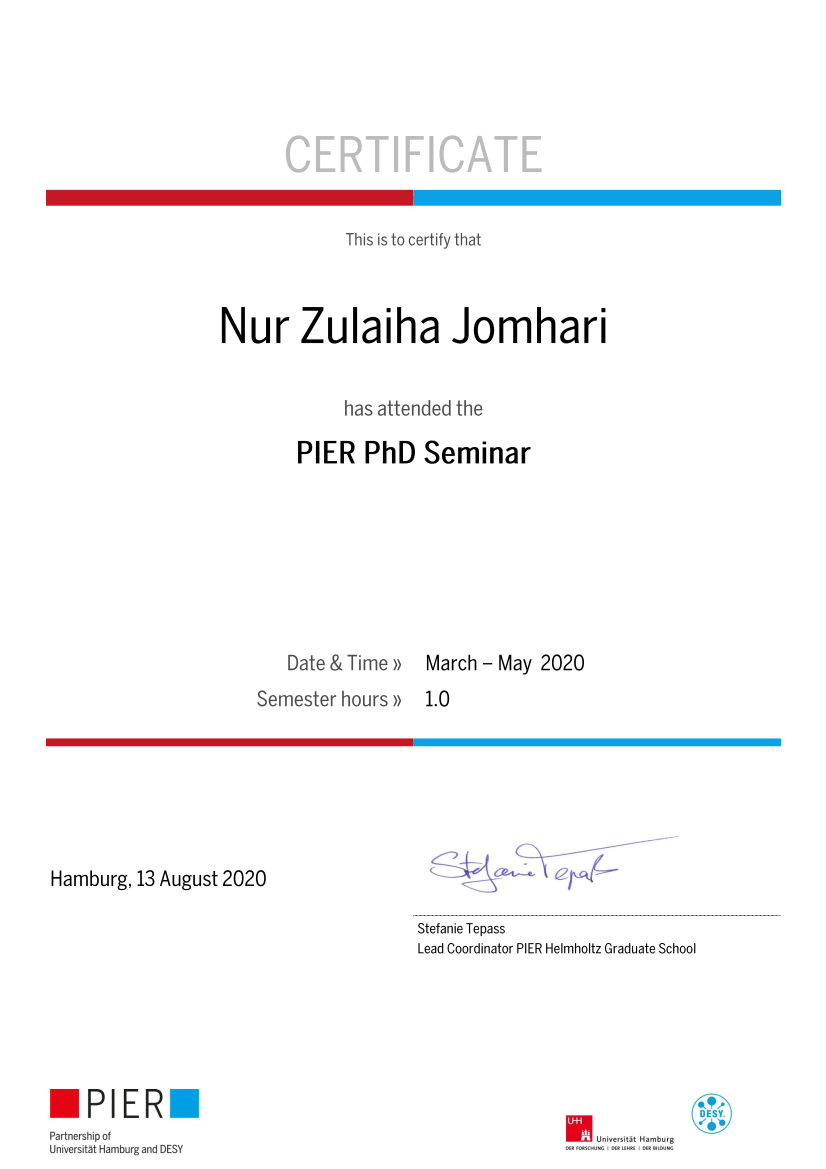 CERTIFICATE
This is to certify that
Nur Zulaiha Jomhari
has attended the
PIER PhD Seminar
Date & Time » March – May 2020
Semester hours » 1.0
Hamburg, 13 August 2020
Stefanie Tepass
Stefanie Tepass
Lead Coordinator PIER Helmholtz Graduate School
PIER
Partnership of
Universität Hamburg and DESY
UH
Universität Hamburg
DER FORSCHUNG | DER LEHRE | DER BILDUNG
DESY.